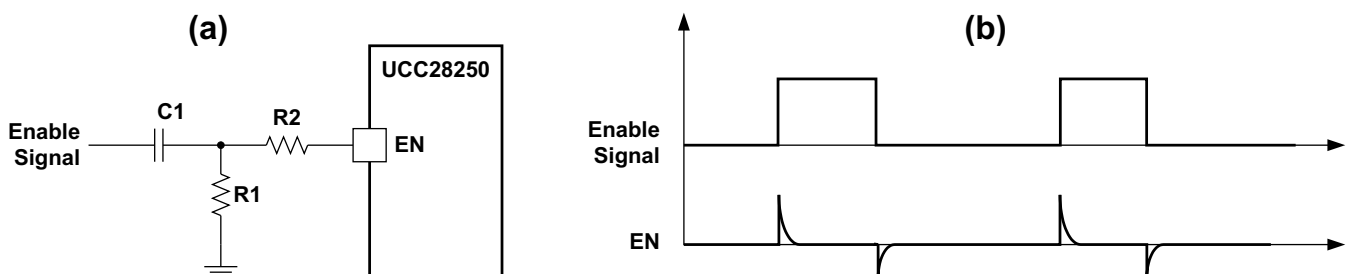 (a)
UCC28250
C1
R2
Enable
Signal
EN
R1
(b)
Enable
Signal
EN